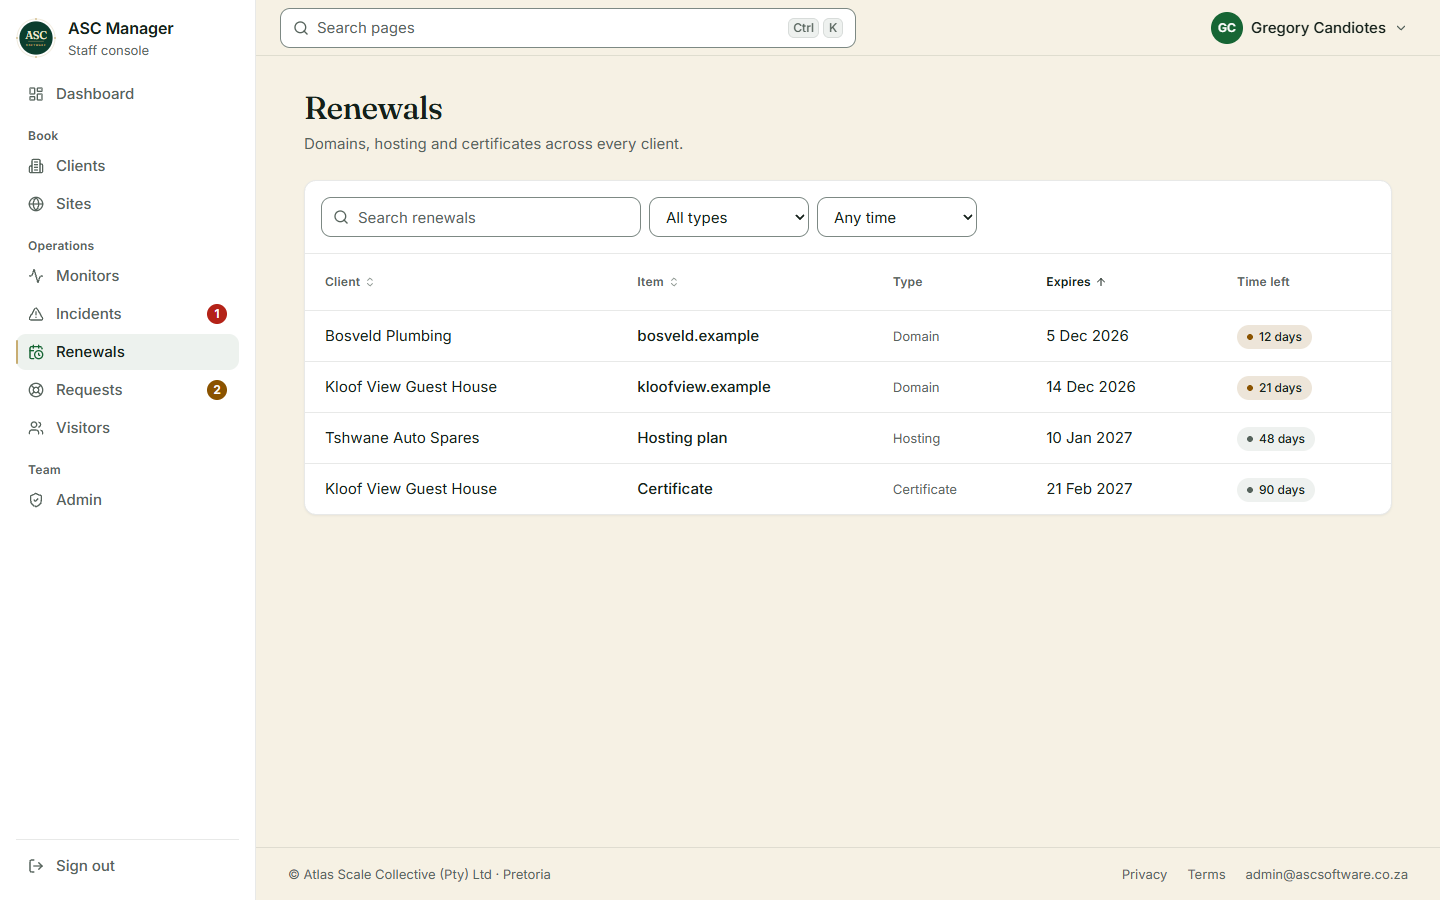 ASC
ASC Manager
Staff console
Search pages
Ctrl K
GC
Gregory Candiotes
Dashboard
Book
Clients
Sites
Operations
Monitors
Incidents 1
Renewals
Requests 2
Visitors
Team
Admin
Sign out
Renewals
Domains, hosting and certificates across every client.
Search renewals
All types
Any time
Client Item Type Expires Time left
Bosveld Plumbing bosveld.example Domain 5 Dec 2026 12 days
Kloof View Guest House kloofview.example Domain 14 Dec 2026 21 days
Tshwane Auto Spares Hosting plan Hosting 10 Jan 2027 48 days
Kloof View Guest House Certificate Certificate 21 Feb 2027 90 days
© Atlas Scale Collective (Pty) Ltd · Pretoria
Privacy Terms admin@ascsoftware.co.za